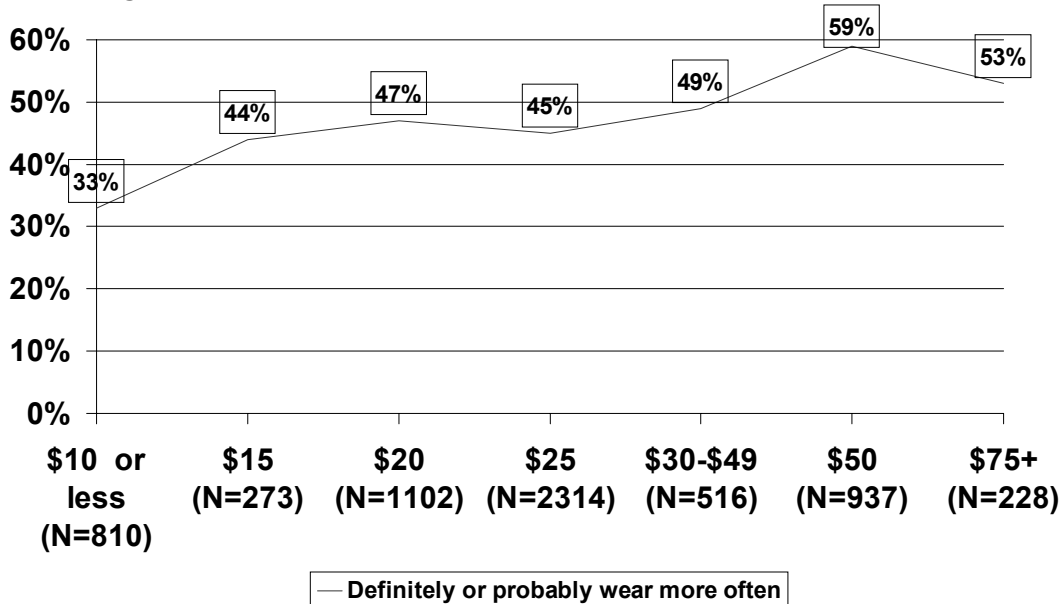 60%
50%
40%
30%
20%
10%
0%
33%
44%
47%
45%
49%
59%
53%
$10 or less (N=810)
$15 (N=273)
$20 (N=1102)
$25 (N=2314)
$30-$49 (N=516)
$50 (N=937)
$75+ (N=228)
Definitely or probably wear more often